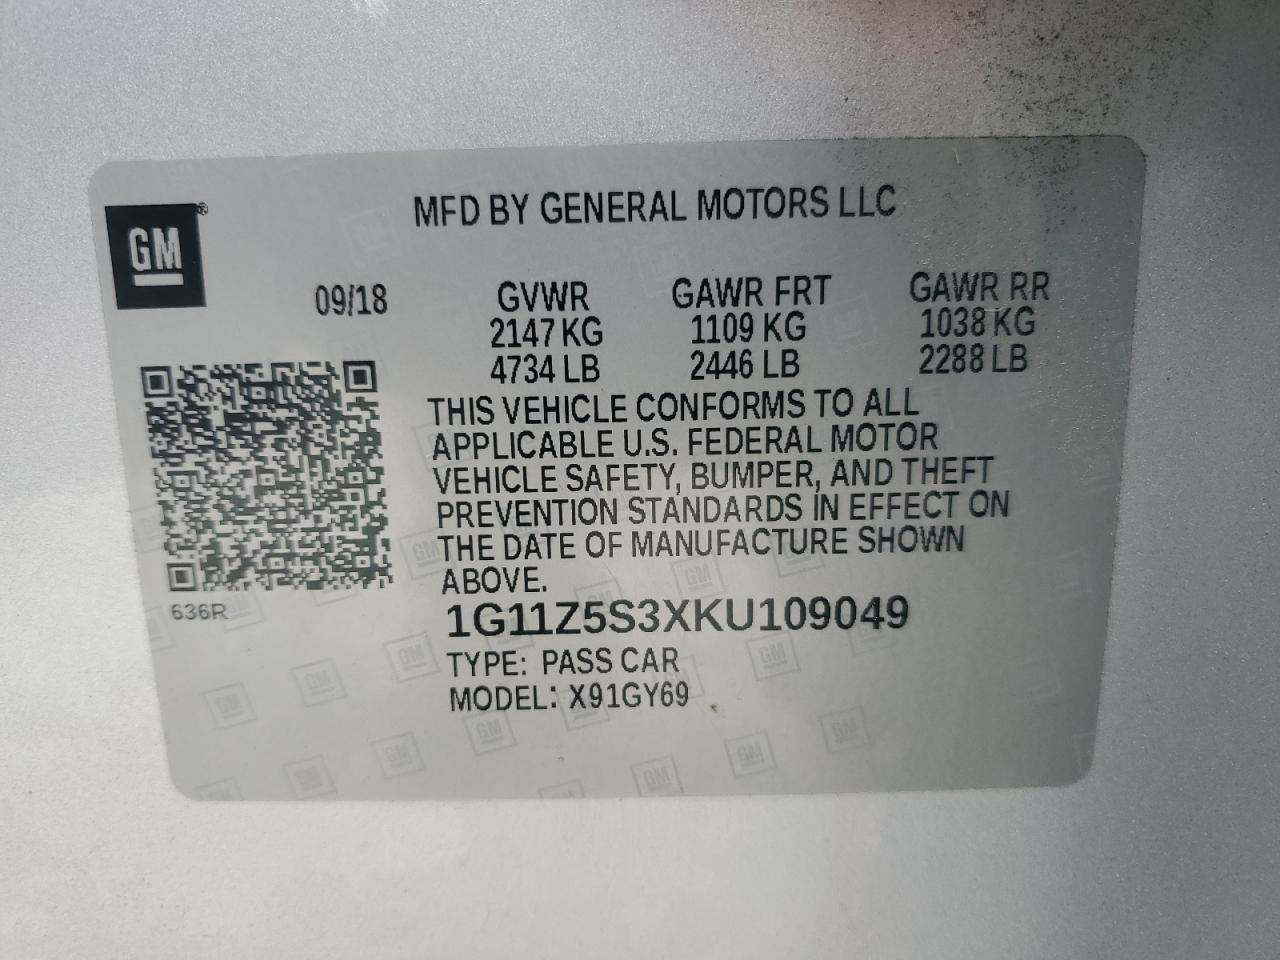 MFD BY GENERAL MOTORS LLC
GM®
09/18
GVWR GAWR FRT GAWR RR
2147 KG 1109 KG 1038 KG
4734 LB 2446 LB 2288 LB
THIS VEHICLE CONFORMS TO ALL
APPLICABLE U.S. FEDERAL MOTOR
VEHICLE SAFETY, BUMPER, AND THEFT
PREVENTION STANDARDS IN EFFECT ON
THE DATE OF MANUFACTURE SHOWN
ABOVE.
636R
1G11Z5S3XKU109049
TYPE: PASS CAR
MODEL: X91GY69